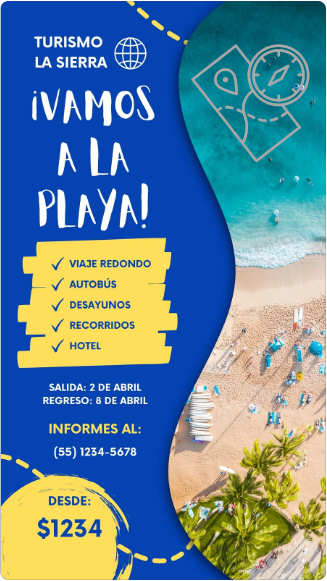 TURISMO
LA SIERRA
¡VAMOS
A LA
PLAYA!
VIAJE REDONDO
AUTOBÚS
DESAYUNOS
RECORRIDOS
HOTEL
SALIDA: 2 DE ABRIL
REGRESO: 8 DE ABRIL
INFORMES AL:
(55) 1234-5678
DESDE:
$1234